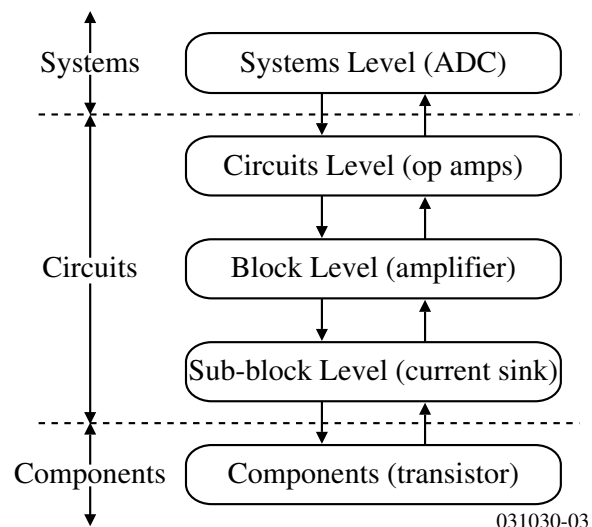 Systems
Systems Level (ADC)
Circuits Level (op amps)
Circuits
Block Level (amplifier)
Sub-block Level (current sink)
Components
Components (transistor)
031030-03